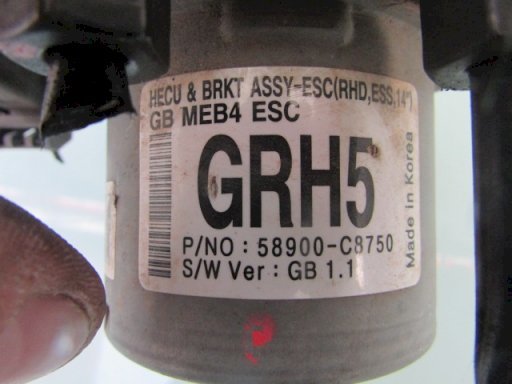 HECU & BRKT ASSY-ESC(RHD,ESS,14")
GB MEB4 ESC
GRH5
P/NO : 58900-C8750
S/W Ver : GB 1.1
Made in Korea